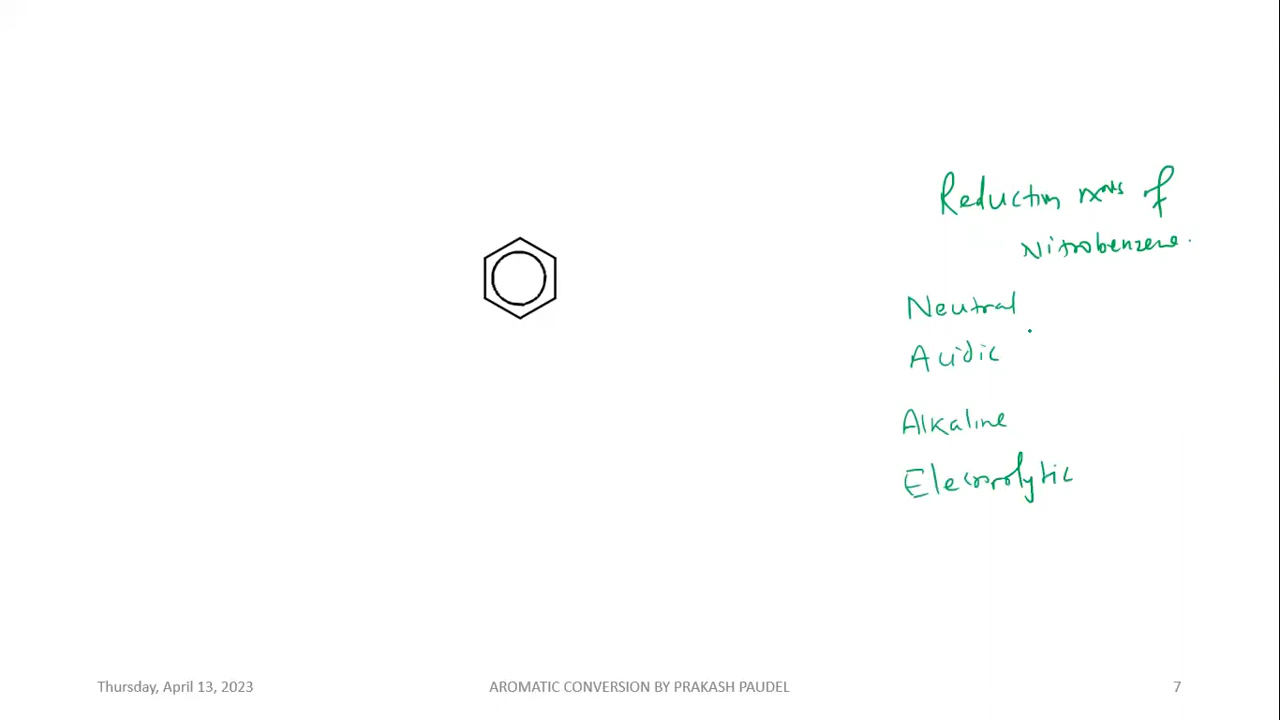 Reduction rxns of
Nitrobenzene.
Neutral
Acidic
Alkaline
Electrolytic
Thursday, April 13, 2023
AROMATIC CONVERSION BY PRAKASH PAUDEL
7